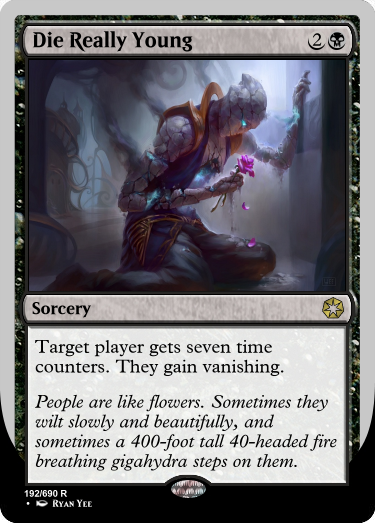 Die Really Young 2
Sorcery
Target player gets seven time
counters. They gain vanishing.
People are like flowers. Sometimes they
wilt slowly and beautifully, and
sometimes a 400-foot tall 40-headed fire
breathing gigahydra steps on them.
192/690 R
• Ryan Yee